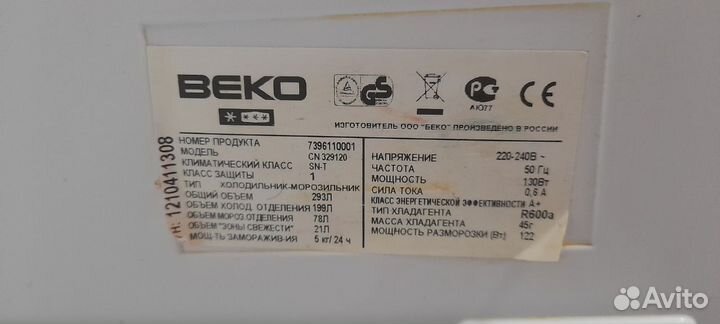 BEKO
АЮ77
ИЗГОТОВИТЕЛЬ ООО "БЕКО" ПРОИЗВЕДЕНО В РОССИИ
НОМЕР ПРОДУКТА 7396110001
МОДЕЛЬ CN 329120
КЛИМАТИЧЕСКИЙ КЛАСС SN-T
КЛАСС ЗАЩИТЫ 1
ТИП ХОЛОДИЛЬНИК-МОРОЗИЛЬНИК
ОБЩИЙ ОБЪЕМ 293Л
ОБЪЕМ ХОЛОД. ОТДЕЛЕНИЯ 199Л
ОБЪЕМ МОРОЗ.ОТДЕЛЕНИЯ 78Л
ОБЪЕМ "ЗОНЫ СВЕЖЕСТИ" 21Л
МОЩ-ТЬ ЗАМОРАЖИВ-ИЯ 5 кг/ 24 ч
НАПРЯЖЕНИЕ 220-240В ~
ЧАСТОТА 50 Гц
МОЩНОСТЬ 130Вт
СИЛА ТОКА 0,6 А
КЛАСС ЭНЕРГЕТИЧЕСКОЙ ЭФФЕКТИВНОСТИ A+
ТИП ХЛАДАГЕНТА R600a
МАССА ХЛАДАГЕНТА 45г
МОЩНОСТЬ РАЗМОРОЗКИ (Вт) 122
1210411308
Avito